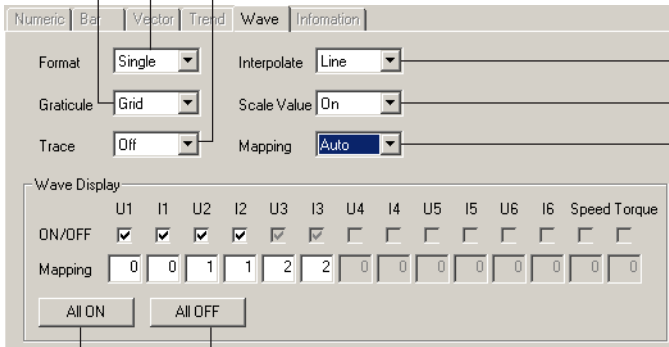 Numeric Bar Vector Trend Wave Infomation
Format Single Interpolate Line
Graticule Grid Scale Value On
Trace Off Mapping Auto
Wave Display
U1 I1 U2 I2 U3 I3 U4 I4 U5 I5 U6 I6 Speed Torque
ON/OFF
Mapping 0 0 1 1 2 2 0 0 0 0 0 0 0 0
All ON All OFF